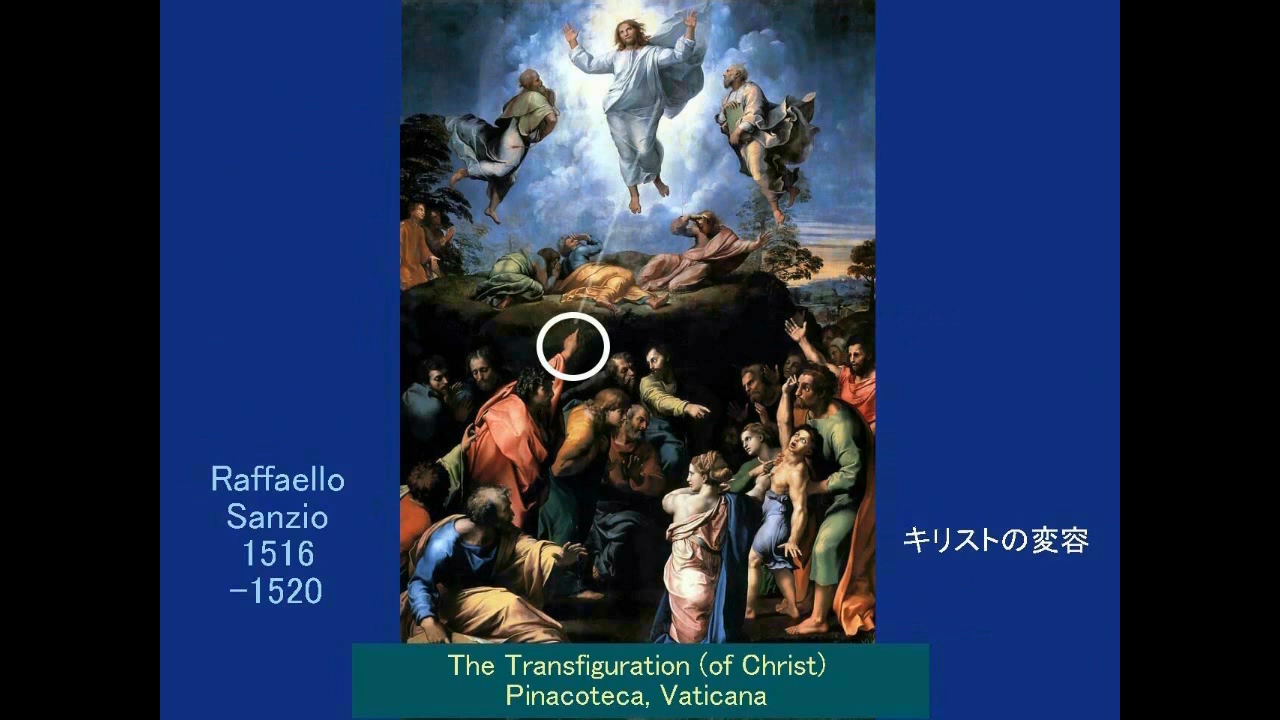 Raffaello
Sanzio
1516
-1520
キリストの変容
The Transfiguration (of Christ)
Pinacoteca, Vaticana